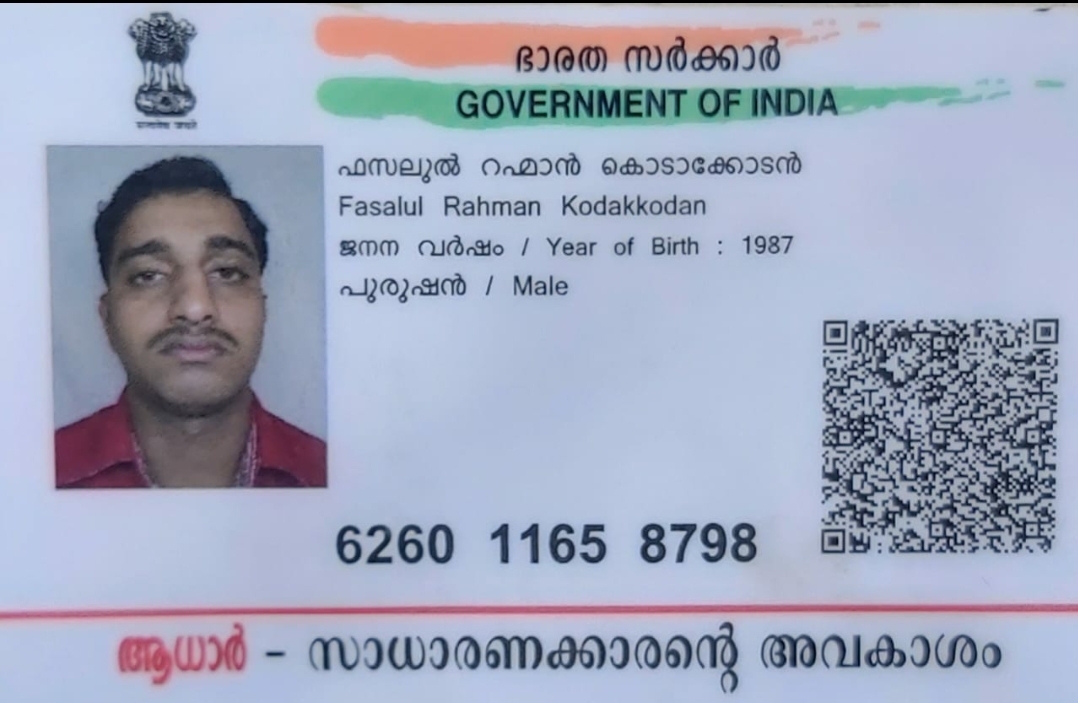 ഭാരത സർക്കാർ
GOVERNMENT OF INDIA
ഫസലുൽ റഹ്മാൻ കൊടാക്കോടൻ
Fasalul Rahman Kodakkodan
ജനന വർഷം / Year of Birth : 1987
പുരുഷൻ / Male
6260 1165 8798
ആധാർ - സാധാരണക്കാരന്റെ അവകാശം